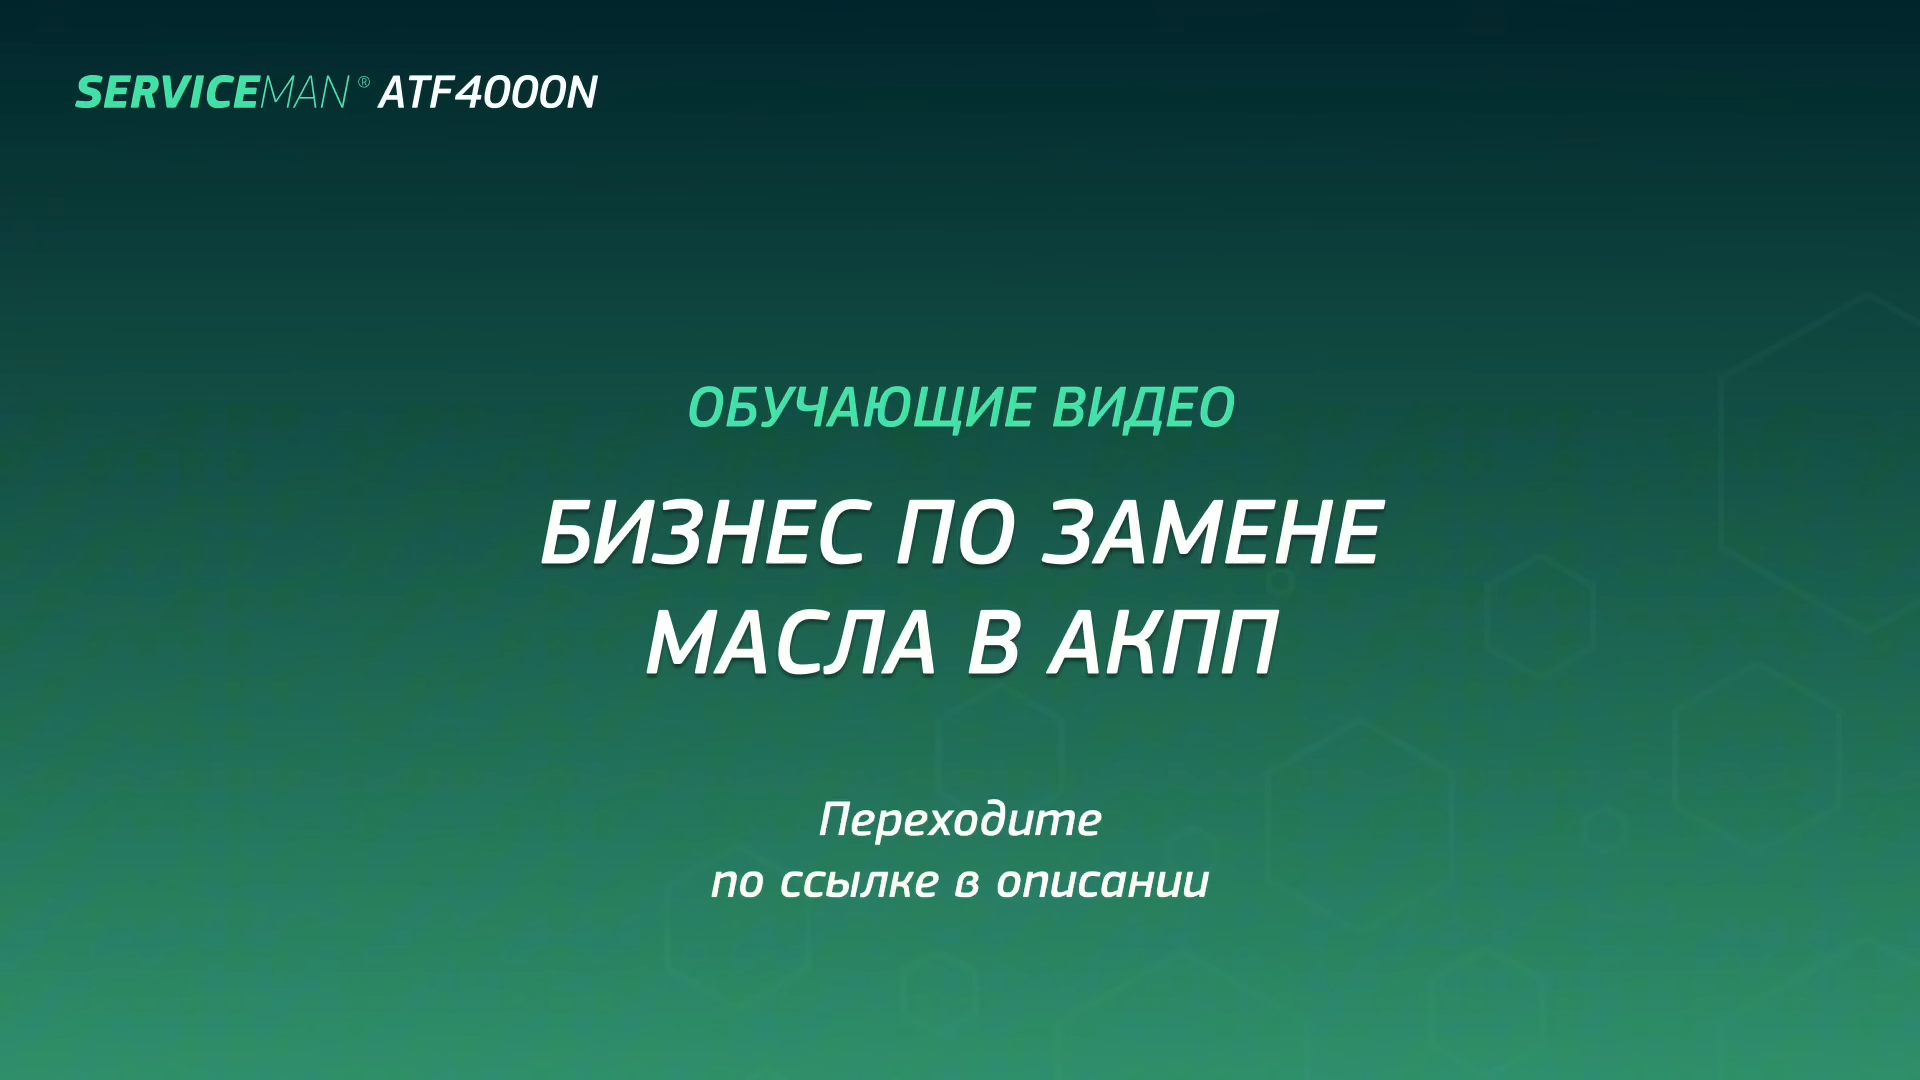 SERVICEMAN® ATF4000N
ОБУЧАЮЩИЕ ВИДЕО
БИЗНЕС ПО ЗАМЕНЕ
МАСЛА В АКПП
Переходите
по ссылке в описании